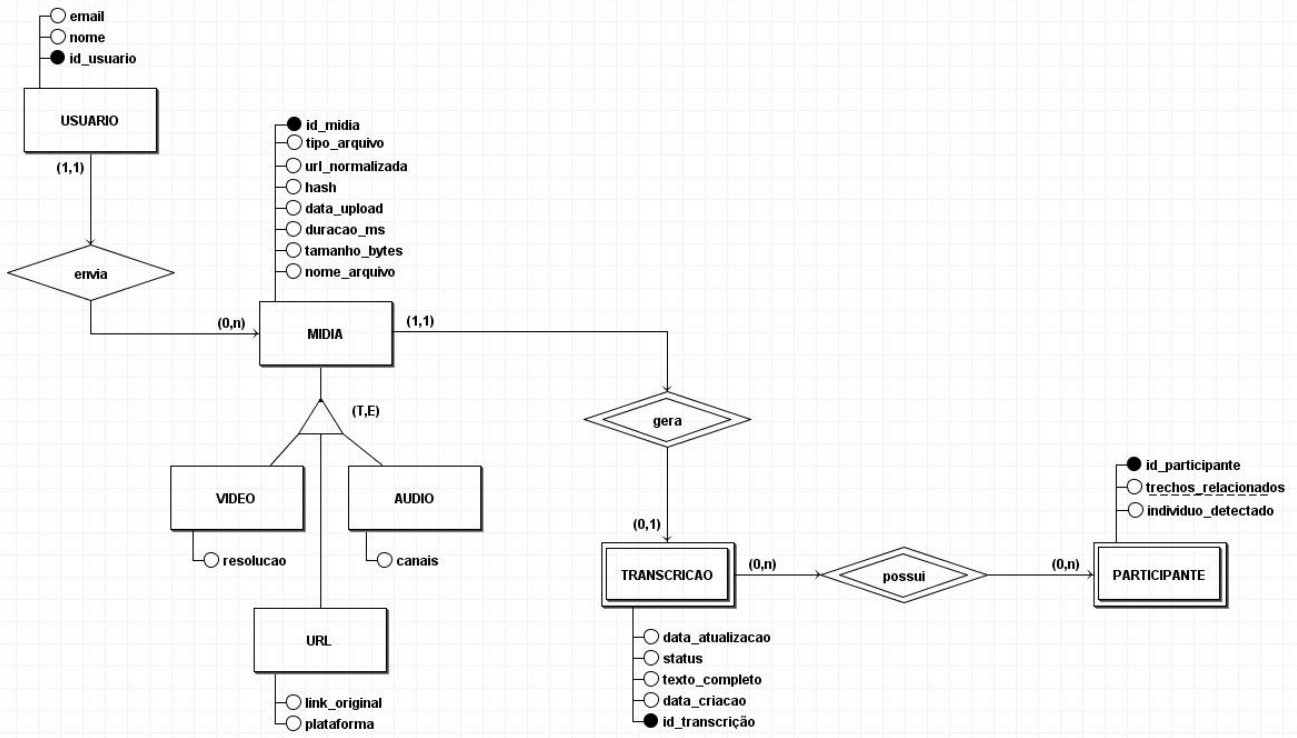 email
nome
id_usuario
USUARIO
(1,1)
envia
(0,n)
id_midia
tipo_arquivo
url_normalizada
hash
data_upload
duracao_ms
tamanho_bytes
nome_arquivo
MIDIA
(1,1)
(T,E)
VIDEO
resolucao
AUDIO
canais
URL
link_original
plataforma
gera
(0,1)
TRANSCRICAO
data_atualizacao
status
texto_completo
data_criacao
id_transcrição
(0,n)
possui
(0,n)
id_participante
trechos_relacionados
individuo_detectado
PARTICIPANTE